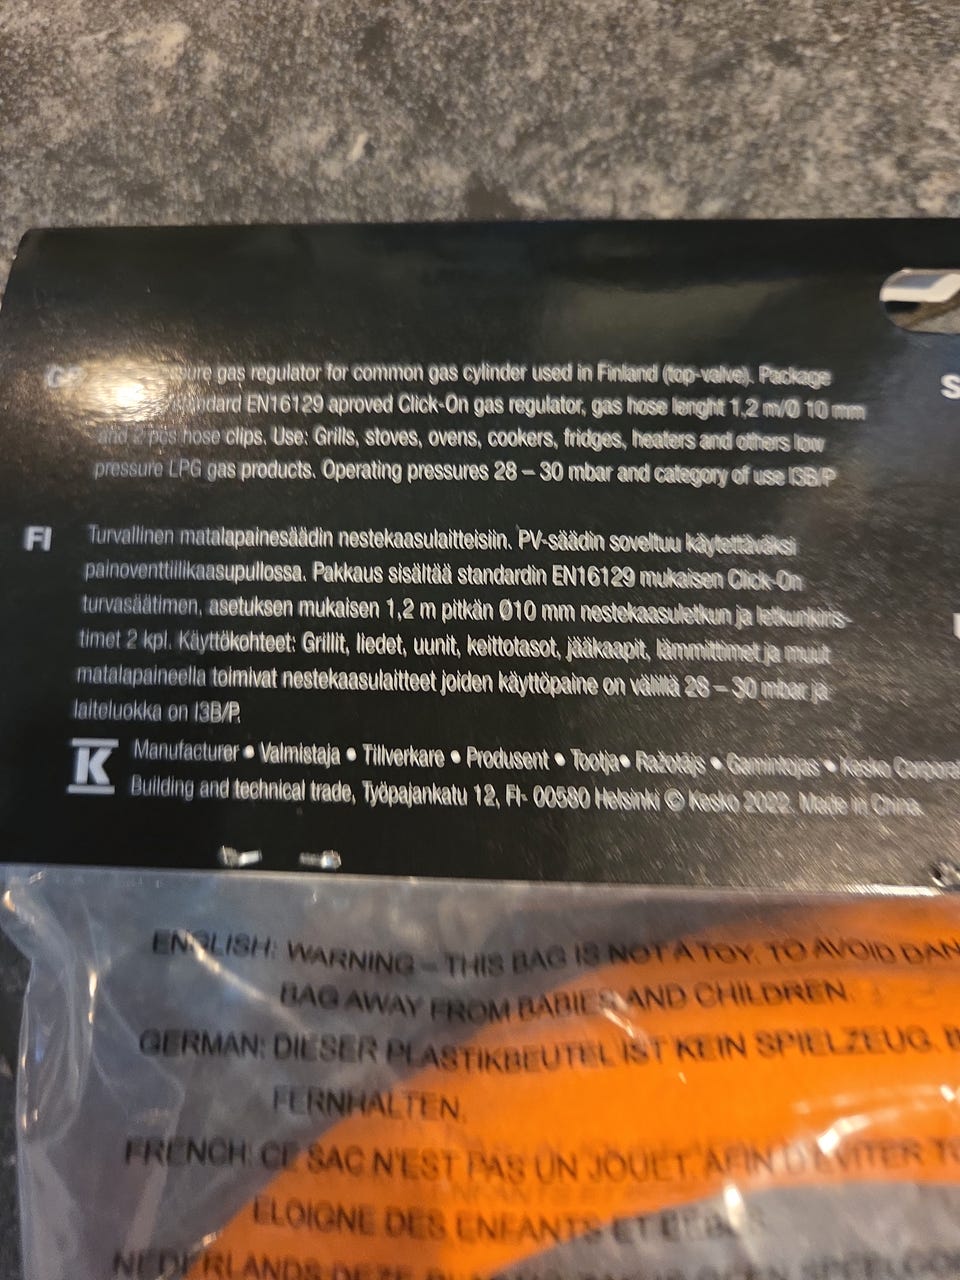 gas regulator for common gas cylinder used in Finland (top-valve). Package
standard EN16129 aproved Click-On gas regulator, gas hose lenght 1,2 m/Ø 10 mm
and 2 pcs hose clips. Use: Grills, stoves, ovens, cookers, fridges, heaters and others low
pressure LPG gas products. Operating pressures 28 – 30 mbar and category of use I3B/P
FI
Turvallinen matalapainesäädin nestekaasulaitteisiin. PV-säädin soveltuu käytettäväksi
painoventtiilikaasupullossa. Pakkaus sisältää standardin EN16129 mukaisen Click-On
turvasäätimen, asetuksen mukaisen 1,2 m pitkän Ø10 mm nestekaasuletkun ja letkunkiris-
timet 2 kpl. Käyttökohteet: Grillit, liedet, uunit, keittotasot, jääkaapit, lämmittimet ja muut
matalapaineella toimivat nestekaasulaitteet joiden käyttöpaine on välillä 28 – 30 mbar ja
laiteluokka on I3B/P.
K
Manufacturer • Valmistaja • Tillverkare • Produsent • Tootja• Ražotājs • Gamintojas • Kesko
Building and technical trade, Työpajankatu 12, FI- 00580 Helsinki © Kesko 2022. Made in China.
S
ENGLISH: WARNING – THIS BAG IS NOT A TOY. TO AVOID
BAG AWAY FROM BABIES AND CHILDREN.
GERMAN: DIESER PLASTIKBEUTEL IST KEIN SPIELZEUG.
FERNHALTEN.
FRENCH: CE SAC N'EST PAS UN JOUET. AFIN D'EVITER
ELOIGNE DES ENFANTS ET
NEDERLANDS